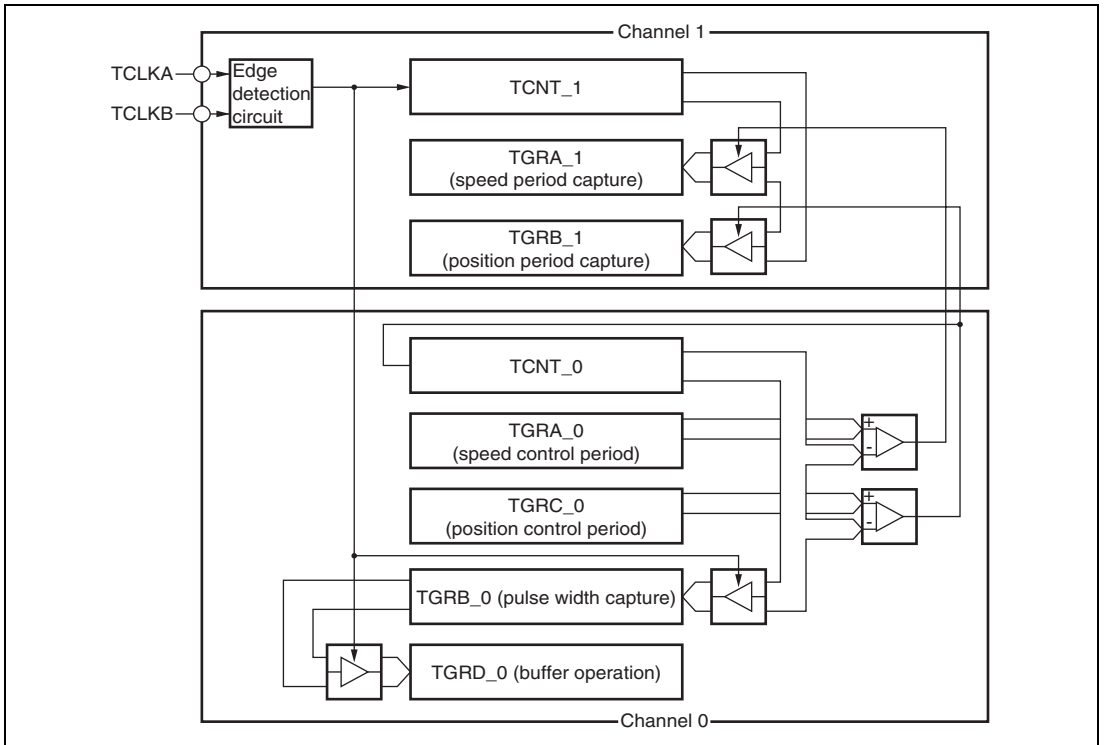 Channel 1
TCLKA
TCLKB
Edge
detection
circuit
TCNT_1
TGRA_1
(speed period capture)
TGRB_1
(position period capture)
TCNT_0
TGRA_0
(speed control period)
+
-
TGRC_0
(position control period)
+
-
TGRB_0 (pulse width capture)
TGRD_0 (buffer operation)
Channel 0